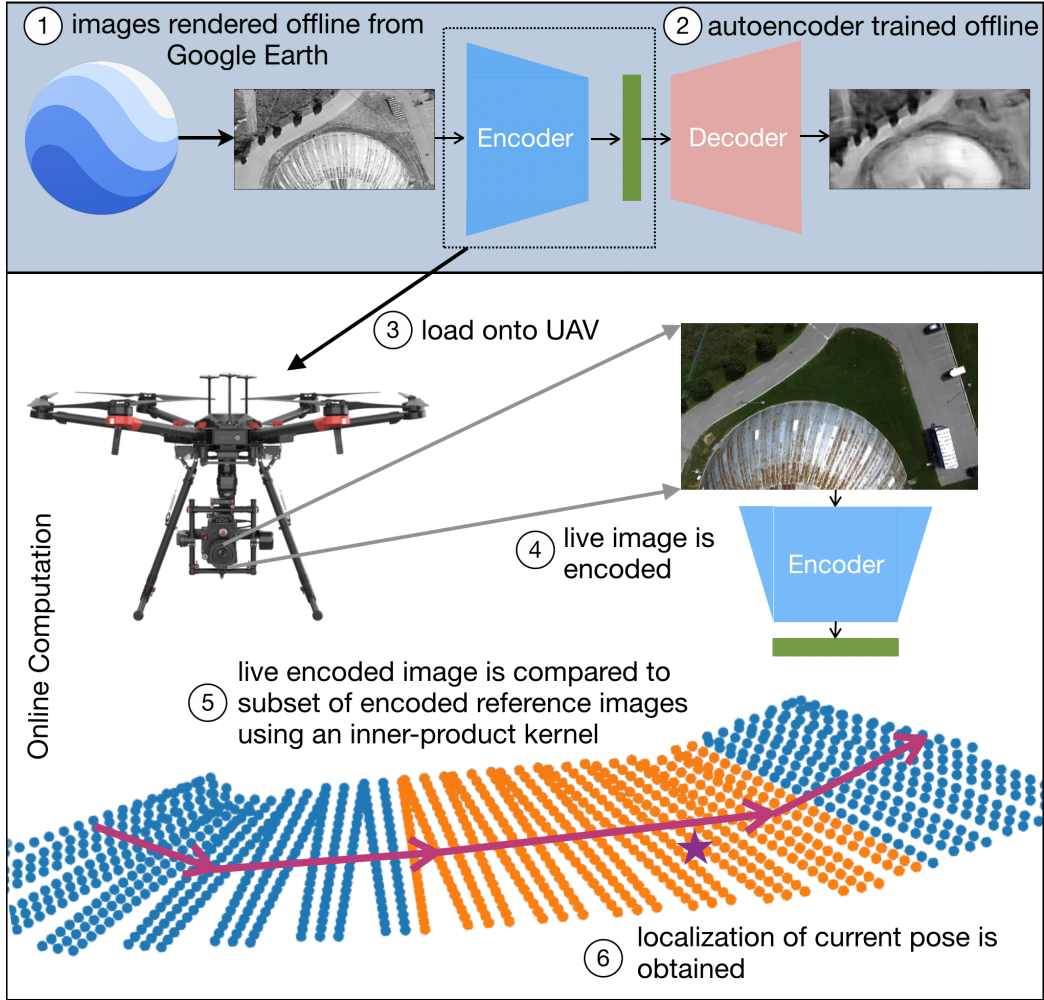 1 images rendered offline from
Google Earth
2 autoencoder trained offline
Encoder
Decoder
3 load onto UAV
4 live image is
encoded
Encoder
Online Computation
5 live encoded image is compared to
subset of encoded reference images
using an inner-product kernel
6 localization of current pose is
obtained